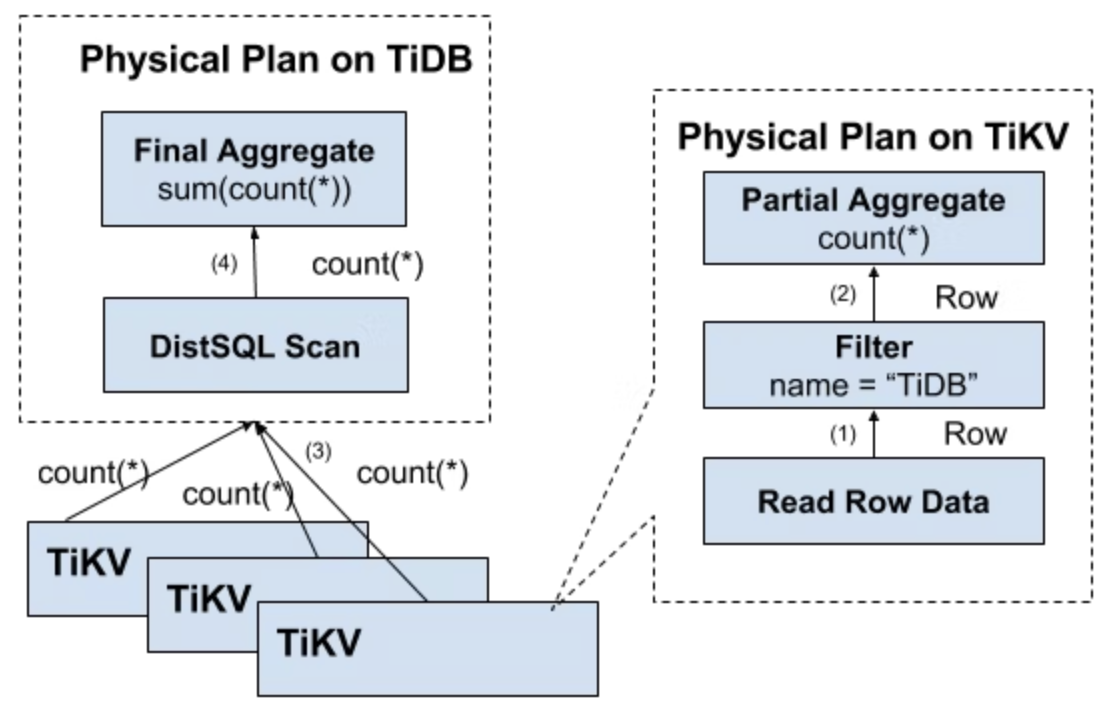 Physical Plan on TiDB
Final Aggregate
sum(count(*))
(4)
count(*)
DistSQL Scan
(3)
count(*)
count(*)
count(*)
TiKV
TiKV
TiKV
Physical Plan on TiKV
Partial Aggregate
count(*)
(2)
Row
Filter
name = “TiDB”
(1)
Row
Read Row Data